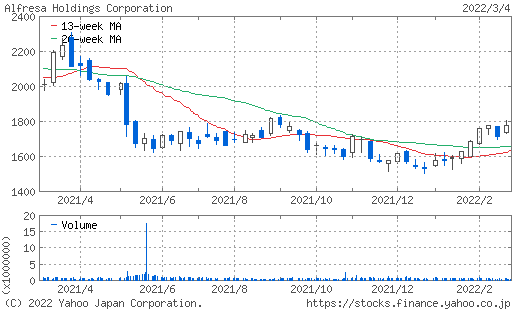 Alfresa Holdings Corporation 2022/3/4
13-week MA
26-week MA
2400
2200
2000
1800
1600
1400
2021/4 2021/6 2021/8 2021/10 2021/12 2022/2
Volume
20
15
10
5
0
(x1000000)
2021/4 2021/6 2021/8 2021/10 2021/12 2022/2
(C) 2022 Yahoo Japan Corporation. https://stocks.finance.yahoo.co.jp